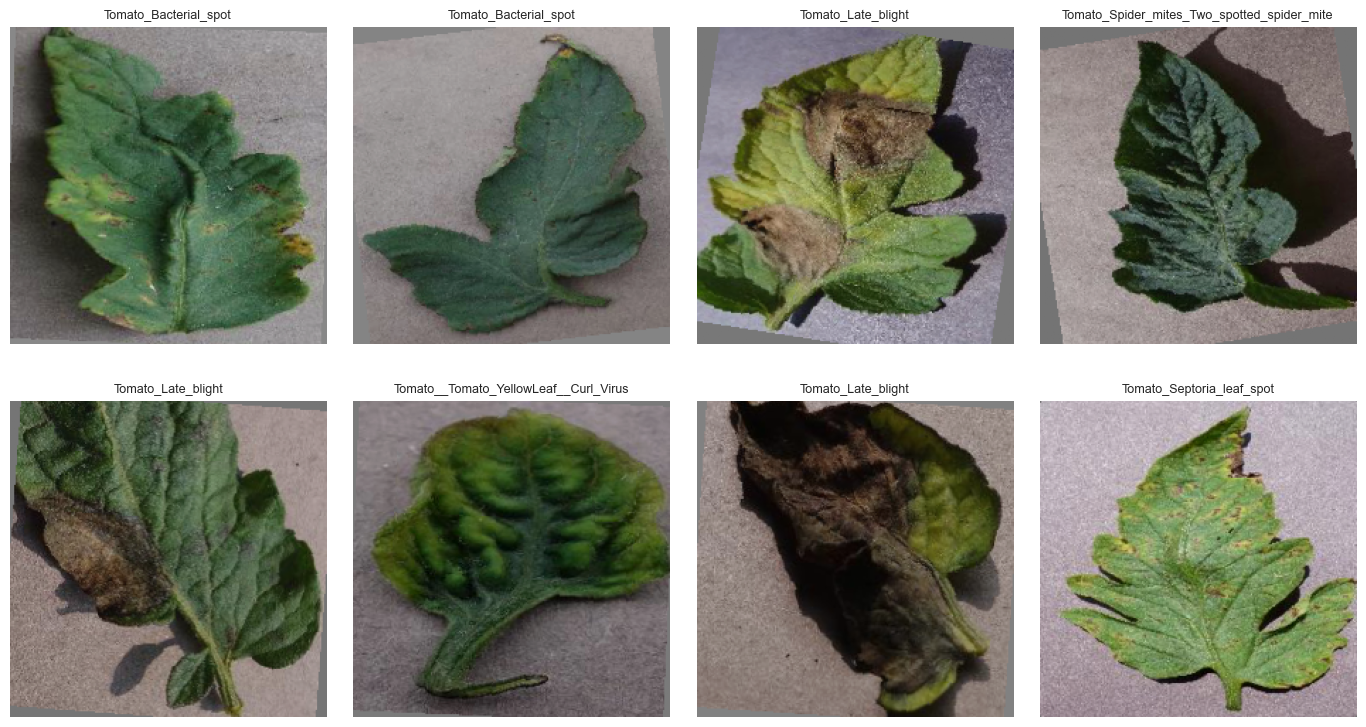 Tomato_Bacterial_spot
Tomato_Bacterial_spot
Tomato_Late_blight
Tomato_Spider_mites_Two_spotted_spider_mite
Tomato_Late_blight
Tomato__Tomato_YellowLeaf__Curl_Virus
Tomato_Late_blight
Tomato_Septoria_leaf_spot